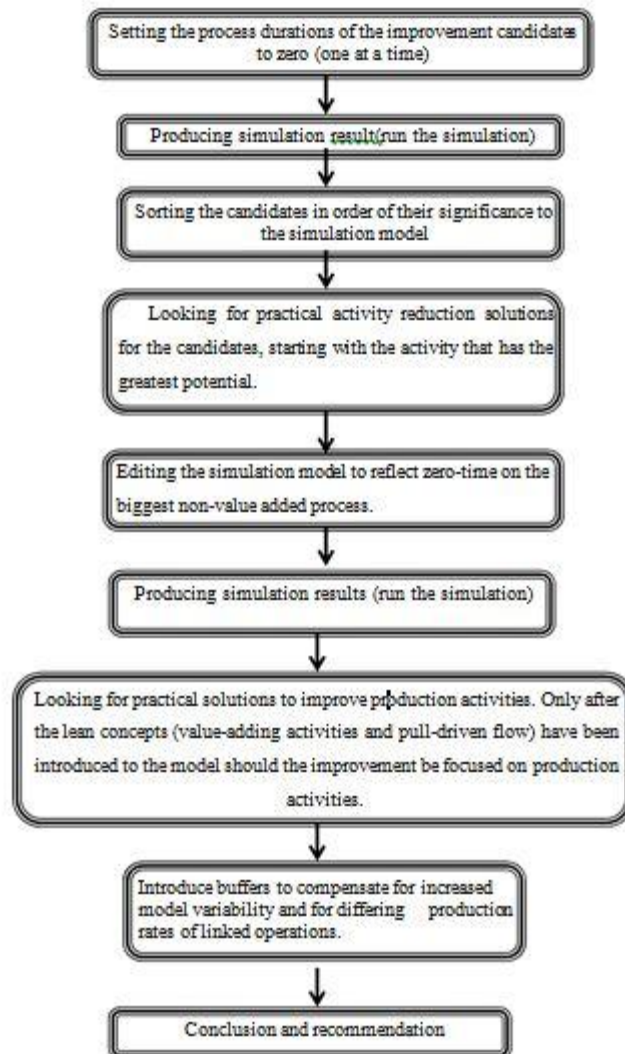 Setting the process durations of the improvement candidates
to zero (one at a time)
Producing simulation result(run the simulation)
Sorting the candidates in order of their significance to
the simulation model
Looking for practical activity reduction solutions
for the candidates, starting with the activity that has the
greatest potential.
Editing the simulation model to reflect zero-time on the
biggest non-value added process.
Producing simulation results (run the simulation)
Looking for practical solutions to improve production activities. Only after
the lean concepts (value-adding activities and pull-driven flow) have been
introduced to the model should the improvement be focused on production
activities.
Introduce buffers to compensate for increased
model variability and for differing production
rates of linked operations.
Conclusion and recommendation